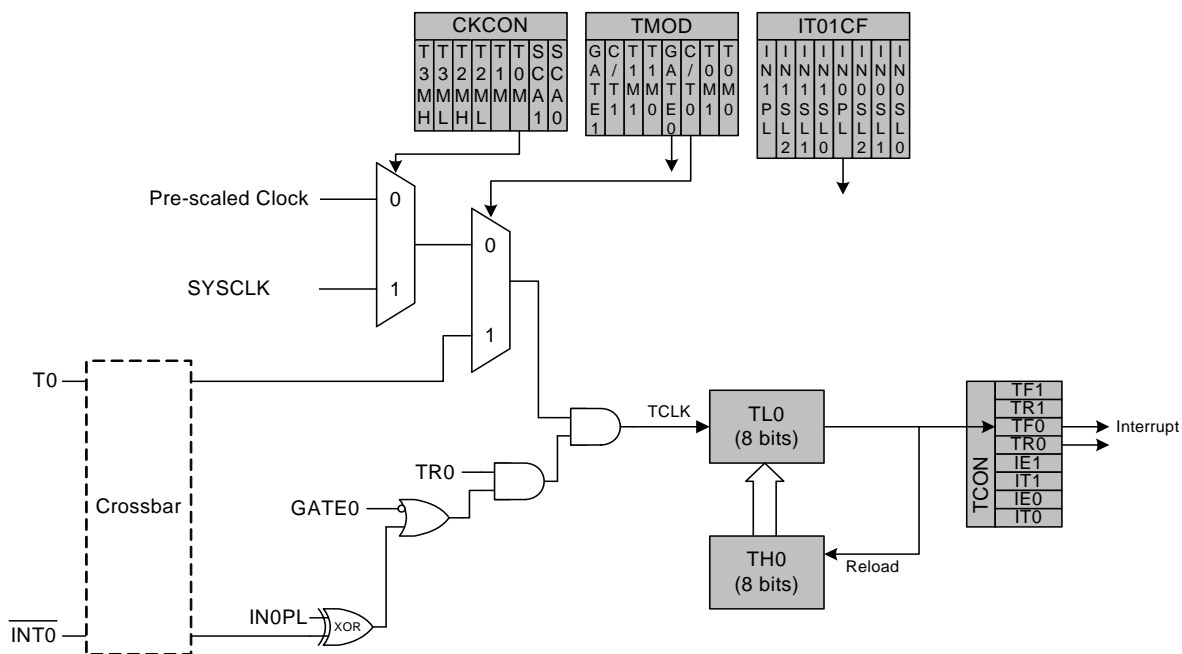 CKCON
T3MH
T3ML
T2MH
T2ML
T1M
T0M
SCA1
SCA0
TMOD
GATE1
C/T1
T1M1
T1M0
GATE0
C/T0
T0M1
T0M0
IT01CF
IN1PL
IN1SL2
IN1SL1
IN1SL0
IN0PL
IN0SL2
IN0SL1
IN0SL0
Pre-scaled Clock
0
SYSCLK
1
0
1
T0
Crossbar
INT0
TR0
GATE0
IN0PL
XOR
TCLK
TL0
(8 bits)
TH0
(8 bits)
Reload
TCON
TF1
TR1
TF0
TR0
IE1
IT1
IE0
IT0
Interrupt